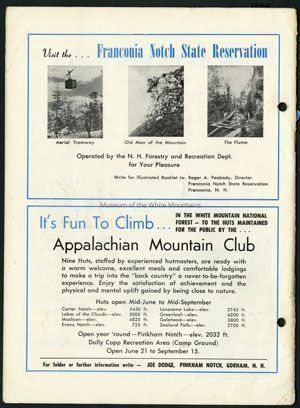 Visit the . . . Franconia Notch State Reservation
Aerial Tramway
Old Man of the Mountain
The Flume
Operated by the N. H. Forestry and Recreation Dept.
for Your Pleasure
Write for Illustrated Booklet to: Roger A. Peabody, Director
Franconia Notch State Reservation
Franconia, N. H.
Museum of the White Mountains
It's Fun To Climb...
IN THE WHITE MOUNTAIN NATIONAL
FOREST - TO THE HUTS MAINTAINED
FOR THE PUBLIC BY THE . . .
Appalachian Mountain Club
Nine Huts, staffed by experienced hutmasters, are ready with
a warm welcome, excellent meals and comfortable lodgings
to make a trip into the "back country" a never-to-be-forgotten
experience. Enjoy the satisfaction of achievement and the
physical and mental uplift gained by being close to nature.
Huts open Mid-June to Mid-September
Carter Notch—elev. 3450 ft.
Lakes of the Clouds—elev. 5000 ft.
Madison—elev. 4825 ft.
Evans Notch—elev. 725 ft.
Lonesome Lake—elev. 2743 ft.
Greenleaf—elev. 4200 ft.
Galehead—elev. 3800 ft.
Zealand Falls—elev. 2700 ft.
Open year 'round—Pinkham Notch—elev. 2032 ft.
Dolly Copp Recreation Area (Camp Ground)
Open June 21 to September 15.
For folder or further information write - JOE DODGE, PINKHAM NOTCH, GORHAM, N. H.